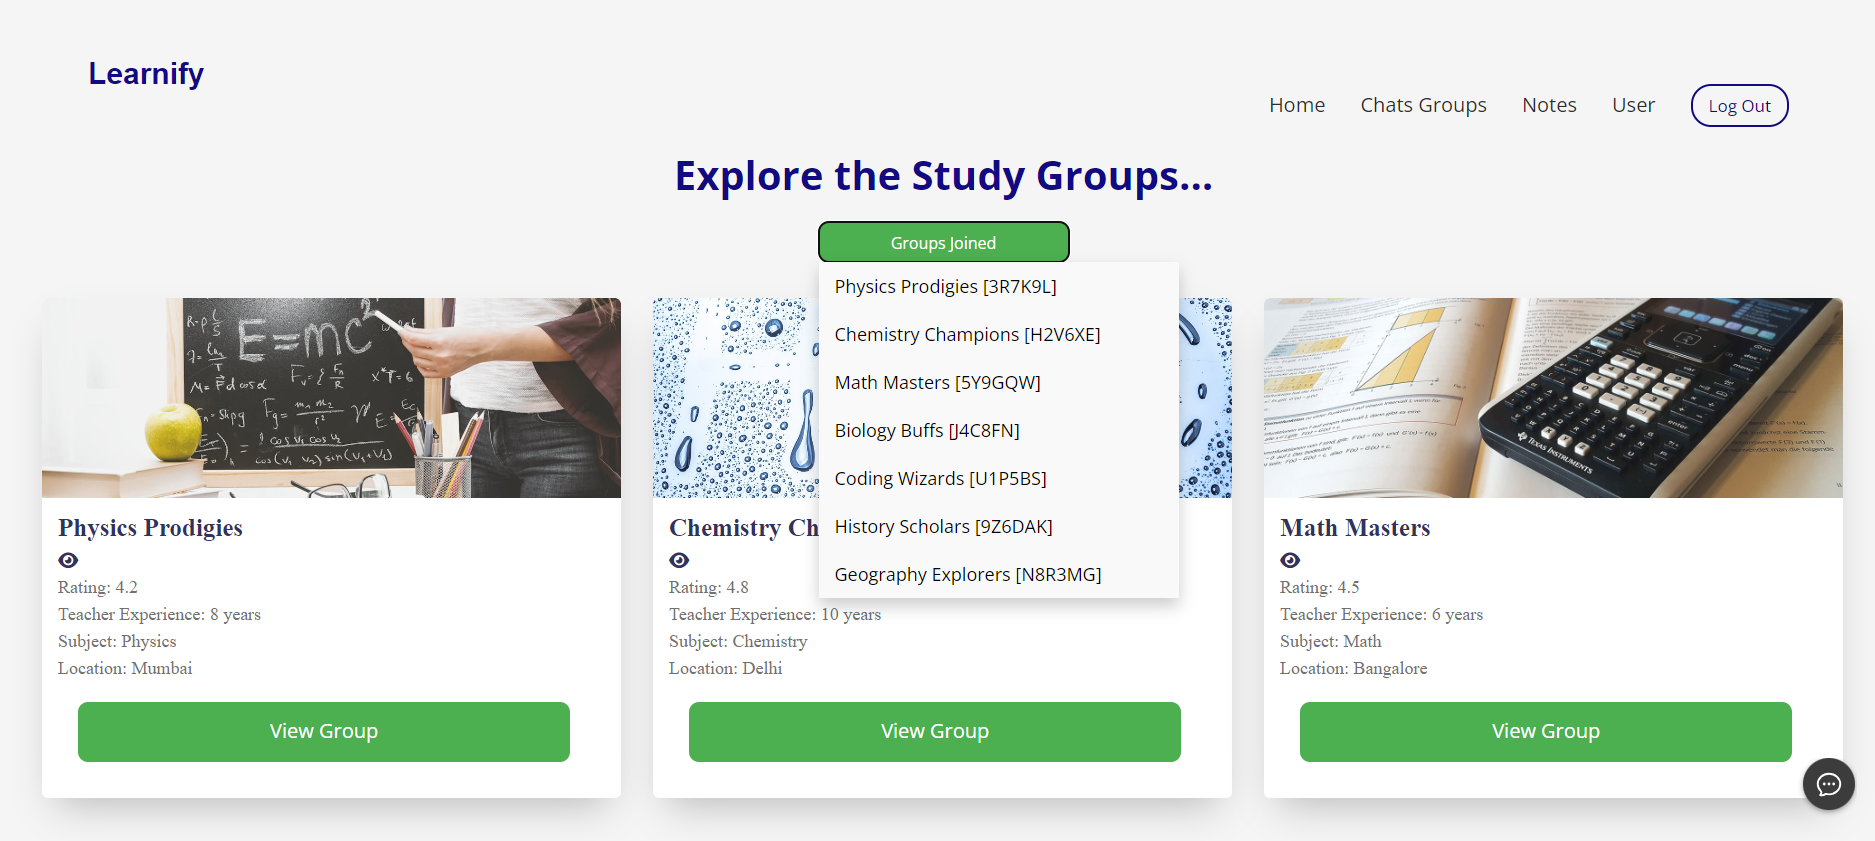 Learnify
Home Chats Groups Notes User Log Out
Explore the Study Groups...
Groups Joined
Physics Prodigies [3R7K9L]
Chemistry Champions [H2V6XE]
Math Masters [5Y9GQW]
Biology Buffs [J4C8FN]
Coding Wizards [U1P5BS]
History Scholars [9Z6DAK]
Geography Explorers [N8R3MG]
E=mc²
TEXAS INSTRUMENTS
Physics Prodigies
Rating: 4.2
Teacher Experience: 8 years
Subject: Physics
Location: Mumbai
View Group
Chemistry Ch
Rating: 4.8
Teacher Experience: 10 years
Subject: Chemistry
Location: Delhi
View Group
Math Masters
Rating: 4.5
Teacher Experience: 6 years
Subject: Math
Location: Bangalore
View Group